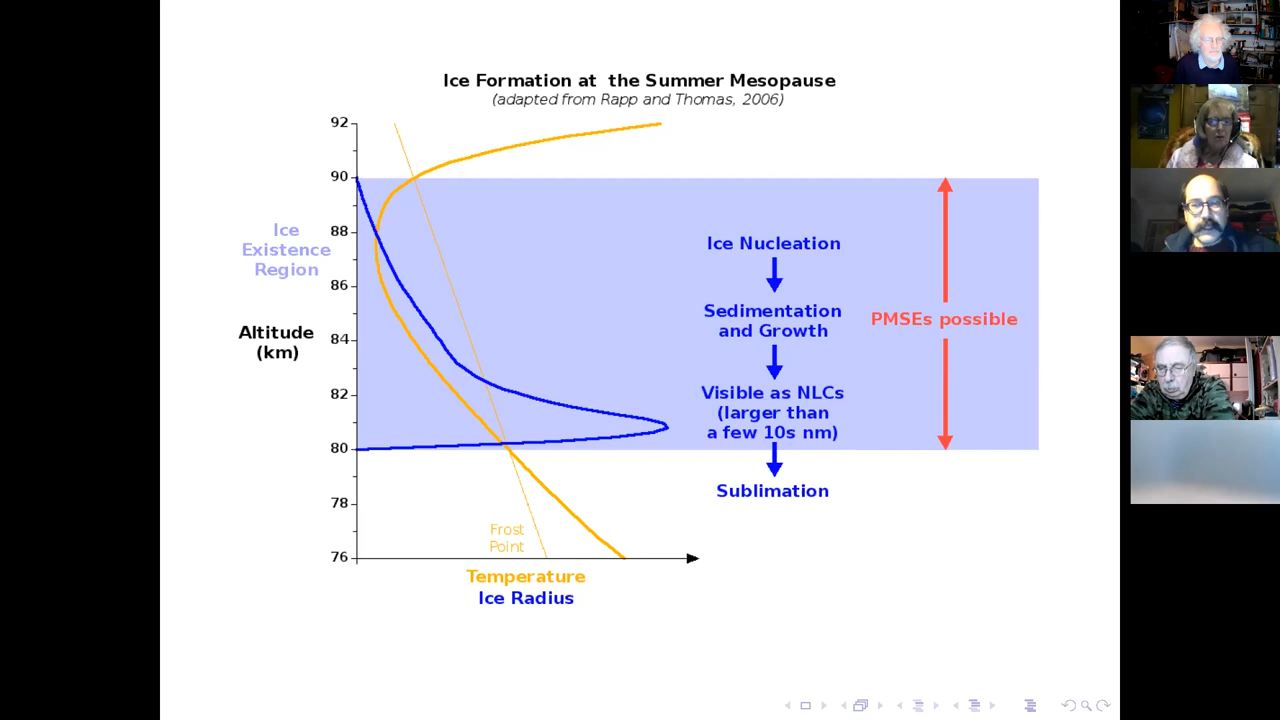 Ice Formation at  the Summer Mesopause
(adapted from Rapp and Thomas, 2006)
92
90
88
86
84
82
80
78
76
Ice
Existence
Region
Altitude
(km)
Ice Nucleation
Sedimentation
and Growth
Visible as NLCs
(larger than
a few 10s nm)
Sublimation
PMSEs possible
Frost
Point
Temperature
Ice Radius